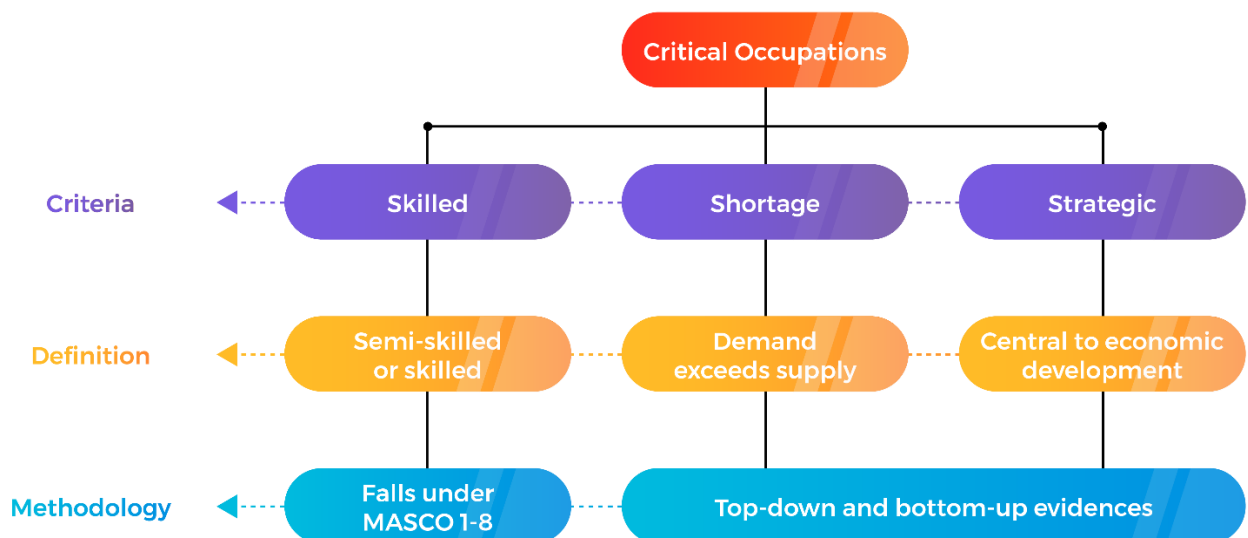 Critical Occupations
Criteria
Skilled
Shortage
Strategic
Definition
Semi-skilled
or skilled
Demand
exceeds supply
Central to economic
development
Methodology
Falls under
MASCO 1-8
Top-down and bottom-up evidences